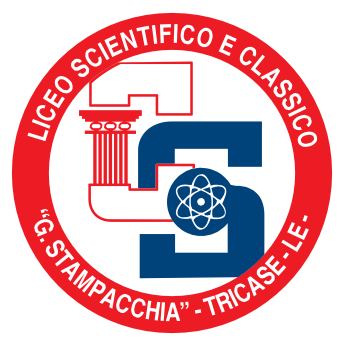 LICEO SCIENTIFICO E CLASSICO
“G. STAMPACCHIA” - TRICASE - LE -